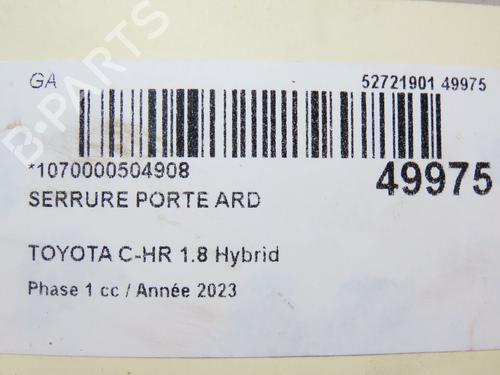 GA 52721901 49975
*1070000504908 49975
SERRURE PORTE ARD
TOYOTA C-HR 1.8 Hybrid
Phase 1 cc / Année 2023
B-PARTS